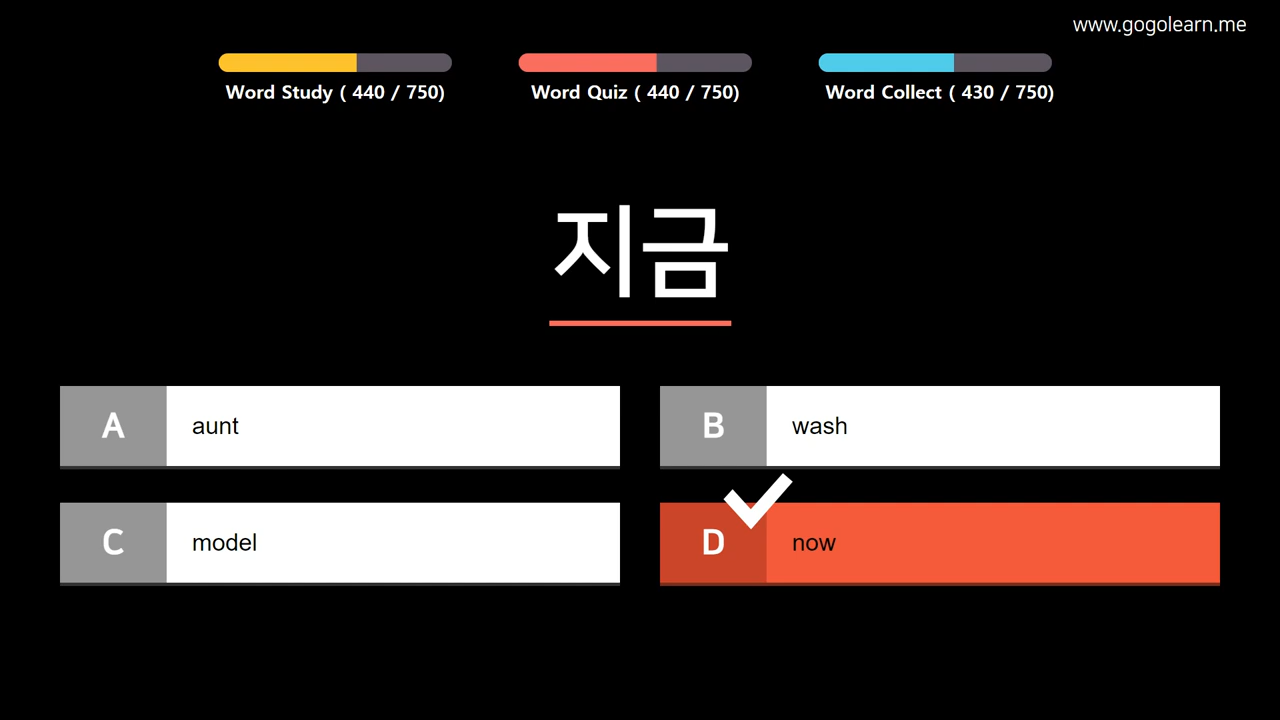 www.gogolearn.me
Word Study ( 440 / 750)
Word Quiz ( 440 / 750)
Word Collect ( 430 / 750)
지금
A aunt
B wash
C model
D now